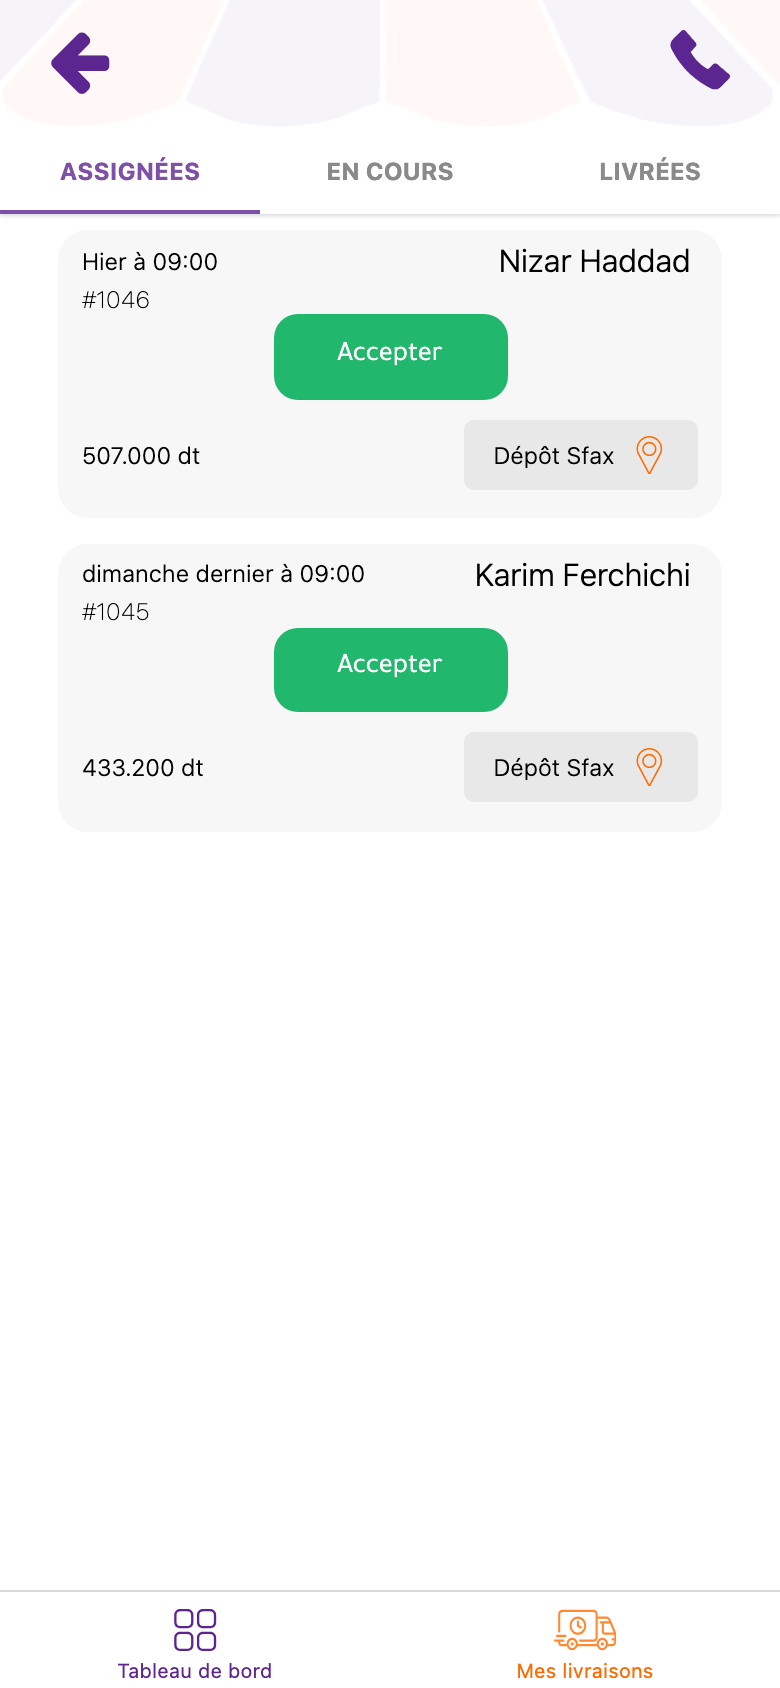 ASSIGNÉES
EN COURS
LIVRÉES
Hier à 09:00
Nizar Haddad
#1046
Accepter
507.000 dt
Dépôt Sfax
dimanche dernier à 09:00
Karim Ferchichi
#1045
Accepter
433.200 dt
Dépôt Sfax
Tableau de bord
Mes livraisons